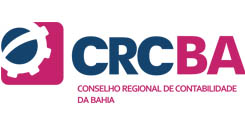 CRCBA
CONSELHO REGIONAL DE CONTABILIDADE
DA BAHIA